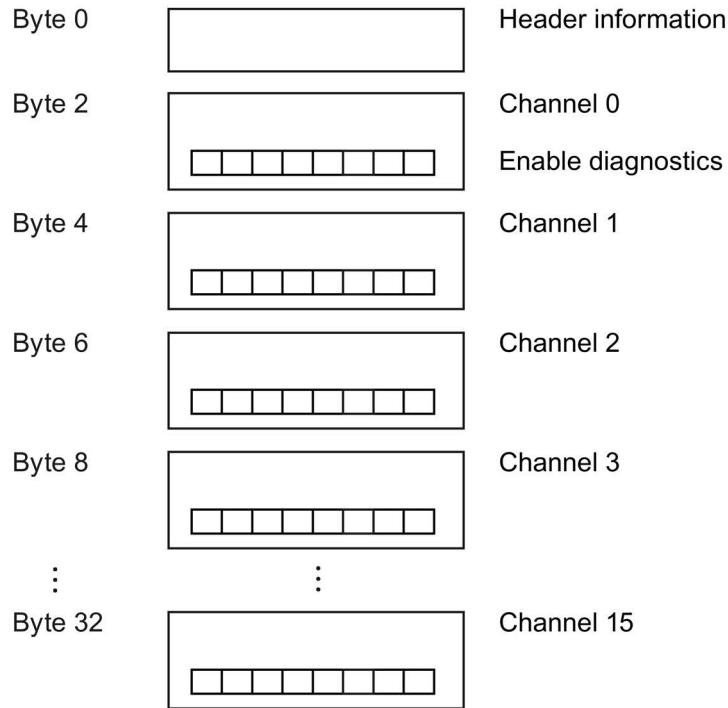 Byte 0 Header information
Byte 2 Channel 0
Enable diagnostics
Byte 4 Channel 1
Byte 6 Channel 2
Byte 8 Channel 3
⋮ ⋮
Byte 32 Channel 15